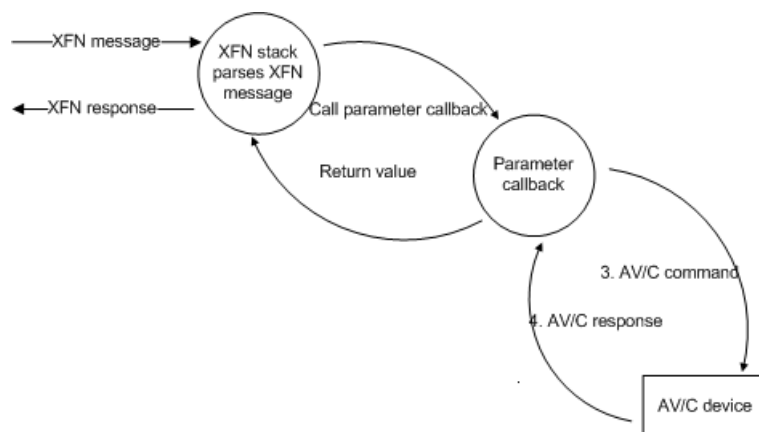 XFN message
XFN stack
parses XFN
message
XFN response
Call parameter callback
Return value
Parameter
callback
3. AV/C command
4. AV/C response
AV/C device